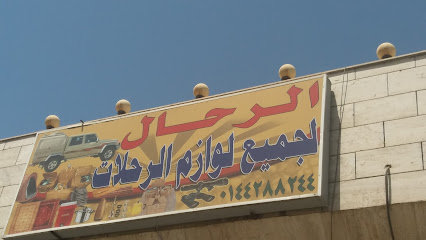 الرحال
لجميع لوازم الرحلات
٠١٤٤٢٨٨٢٤٤